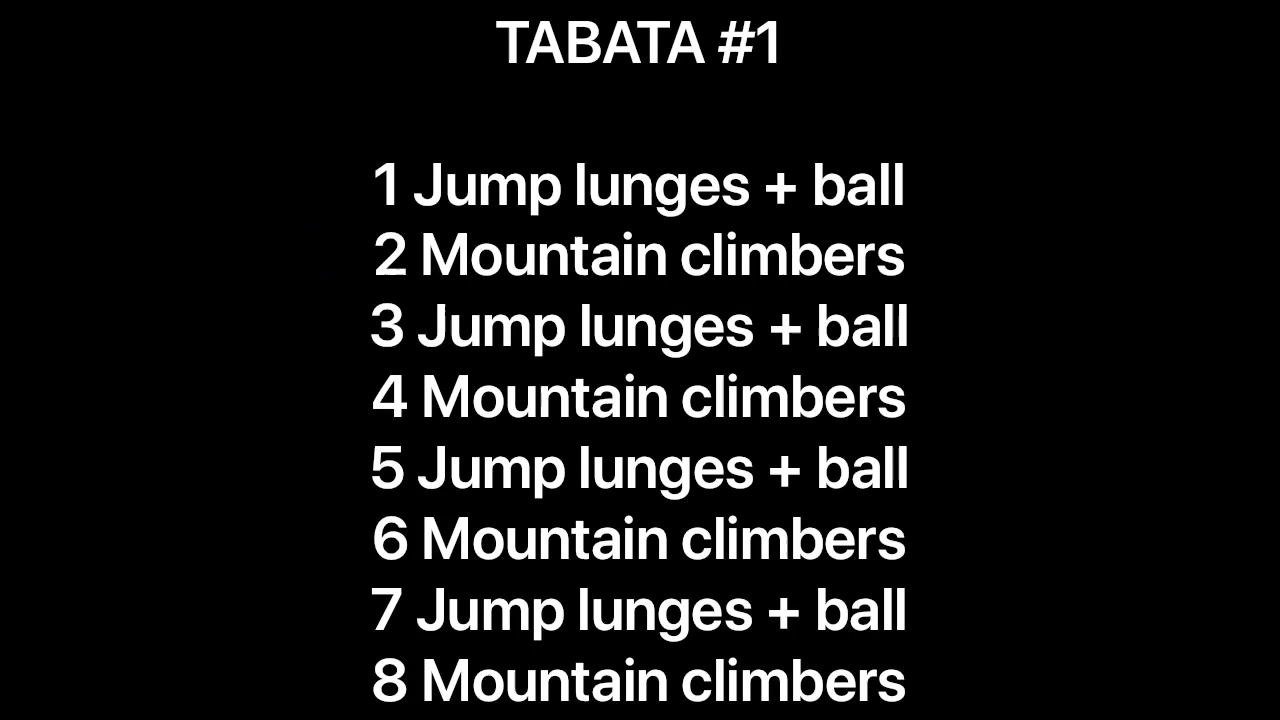 TABATA #1
1 Jump lunges + ball
2 Mountain climbers
3 Jump lunges + ball
4 Mountain climbers
5 Jump lunges + ball
6 Mountain climbers
7 Jump lunges + ball
8 Mountain climbers